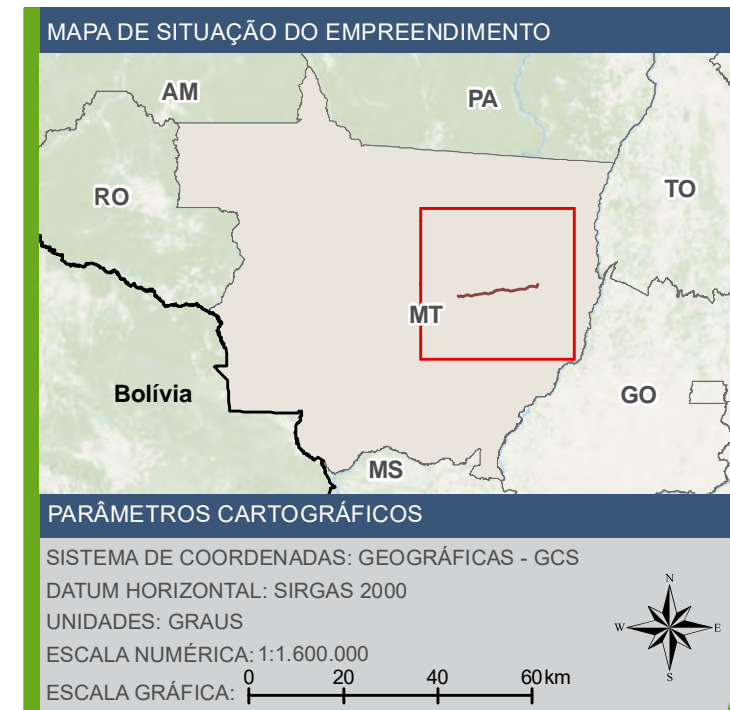 MAPA DE SITUAÇÃO DO EMPREENDIMENTO
AM
PA
RO
TO
MT
Bolívia
GO
MS
PARÂMETROS CARTOGRÁFICOS
SISTEMA DE COORDENADAS: GEOGRÁFICAS - GCS
DATUM HORIZONTAL: SIRGAS 2000
UNIDADES: GRAUS
ESCALA NUMÉRICA: 1:1.600.000
ESCALA GRÁFICA: 0 20 40 60 km
N
W E
S